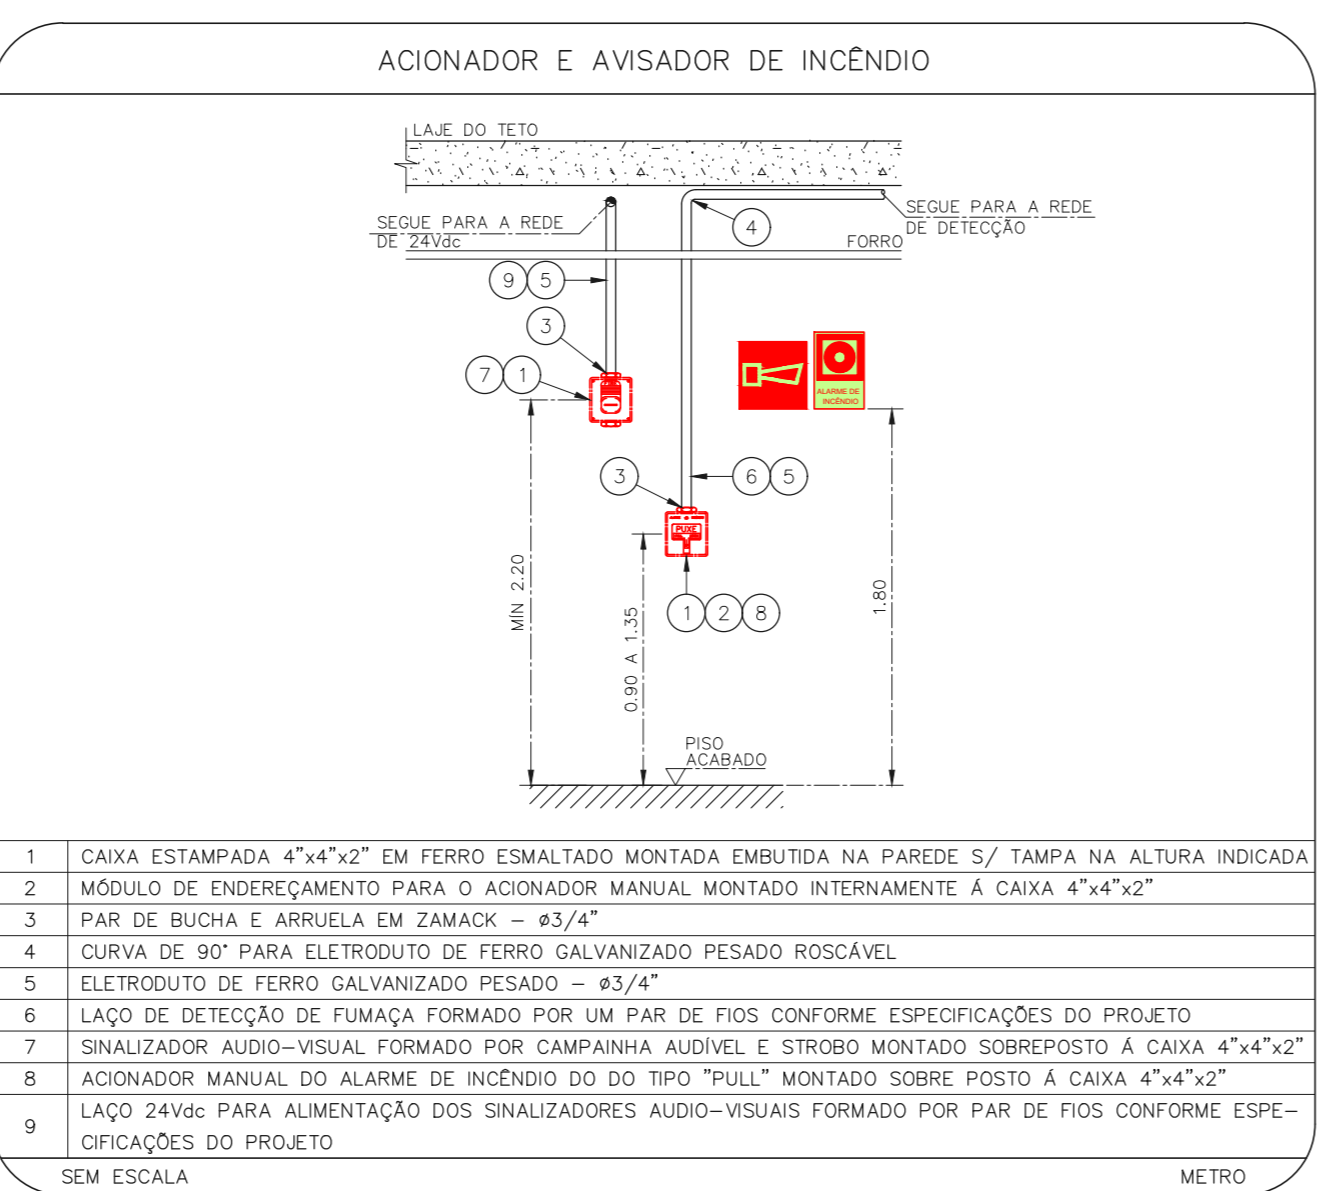 ACIONADOR E AVISADOR DE INCÊNDIO
LAJE DO TETO
SEGUE PARA A REDE
DE 24Vdc
4
SEGUE PARA A REDE
DE DETECÇÃO
FORRO
9 5
3
7 1
ALARME DE
INCÊNDIO
3
6 5
PUXE
MÍN 2.20
0.90 A 1.35
1 2 8
1.80
PISO
ACABADO
1 CAIXA ESTAMPADA 4"x4"x2" EM FERRO ESMALTADO MONTADA EMBUTIDA NA PAREDE S/ TAMPA NA ALTURA INDICADA
2 MÓDULO DE ENDEREÇAMENTO PARA O ACIONADOR MANUAL MONTADO INTERNAMENTE Á CAIXA 4"x4"x2"
3 PAR DE BUCHA E ARRUELA EM ZAMACK – ø3/4"
4 CURVA DE 90° PARA ELETRODUTO DE FERRO GALVANIZADO PESADO ROSCÁVEL
5 ELETRODUTO DE FERRO GALVANIZADO PESADO – ø3/4"
6 LAÇO DE DETECÇÃO DE FUMAÇA FORMADO POR UM PAR DE FIOS CONFORME ESPECIFICAÇÕES DO PROJETO
7 SINALIZADOR AUDIO–VISUAL FORMADO POR CAMPAINHA AUDÍVEL E STROBO MONTADO SOBREPOSTO Á CAIXA 4"x4"x2"
8 ACIONADOR MANUAL DO ALARME DE INCÊNDIO DO DO TIPO "PULL" MONTADO SOBRE POSTO Á CAIXA 4"x4"x2"
9 LAÇO 24Vdc PARA ALIMENTAÇÃO DOS SINALIZADORES AUDIO–VISUAIS FORMADO POR PAR DE FIOS CONFORME ESPE–
CIFICAÇÕES DO PROJETO
SEM ESCALA
METRO